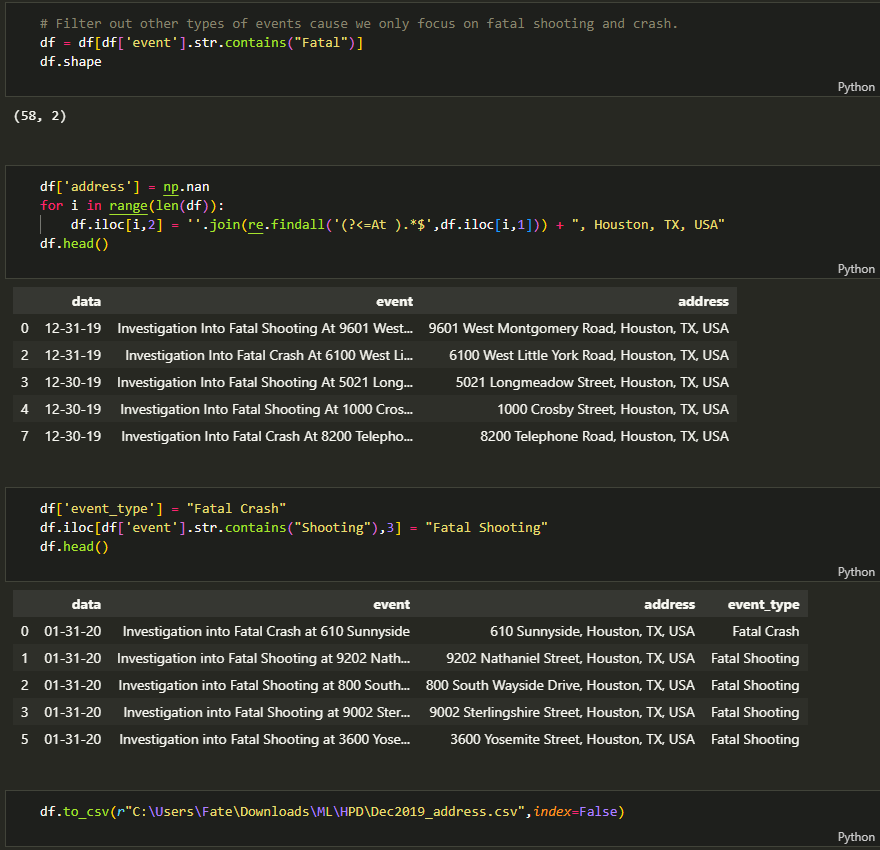 # Filter out other types of events cause we only focus on fatal shooting and crash.
df = df[df['event'].str.contains("Fatal")]
df.shape
Python
(58, 2)
df['address'] = np.nan
for i in range(len(df)):
    df.iloc[i,2] = ''.join(re.findall('(?<=At ).*$',df.iloc[i,1])) + ", Houston, TX, USA"
df.head()
Python
data event address
0 12-31-19 Investigation Into Fatal Shooting At 9601 West... 9601 West Montgomery Road, Houston, TX, USA
2 12-31-19 Investigation Into Fatal Crash At 6100 West Li... 6100 West Little York Road, Houston, TX, USA
3 12-30-19 Investigation Into Fatal Shooting At 5021 Long... 5021 Longmeadow Street, Houston, TX, USA
4 12-30-19 Investigation Into Fatal Shooting At 1000 Cros... 1000 Crosby Street, Houston, TX, USA
7 12-30-19 Investigation Into Fatal Crash At 8200 Telepho... 8200 Telephone Road, Houston, TX, USA
df['event_type'] = "Fatal Crash"
df.iloc[df['event'].str.contains("Shooting"),3] = "Fatal Shooting"
df.head()
Python
data event address event_type
0 01-31-20 Investigation into Fatal Crash at 610 Sunnyside 610 Sunnyside, Houston, TX, USA Fatal Crash
1 01-31-20 Investigation into Fatal Shooting at 9202 Nath... 9202 Nathaniel Street, Houston, TX, USA Fatal Shooting
2 01-31-20 Investigation into Fatal Shooting at 800 South... 800 South Wayside Drive, Houston, TX, USA Fatal Shooting
3 01-31-20 Investigation into Fatal Shooting at 9002 Ster... 9002 Sterlingshire Street, Houston, TX, USA Fatal Shooting
5 01-31-20 Investigation into Fatal Shooting at 3600 Yose... 3600 Yosemite Street, Houston, TX, USA Fatal Shooting
df.to_csv(r"C:\Users\Fate\Downloads\ML\HPD\Dec2019_address.csv",index=False)
Python